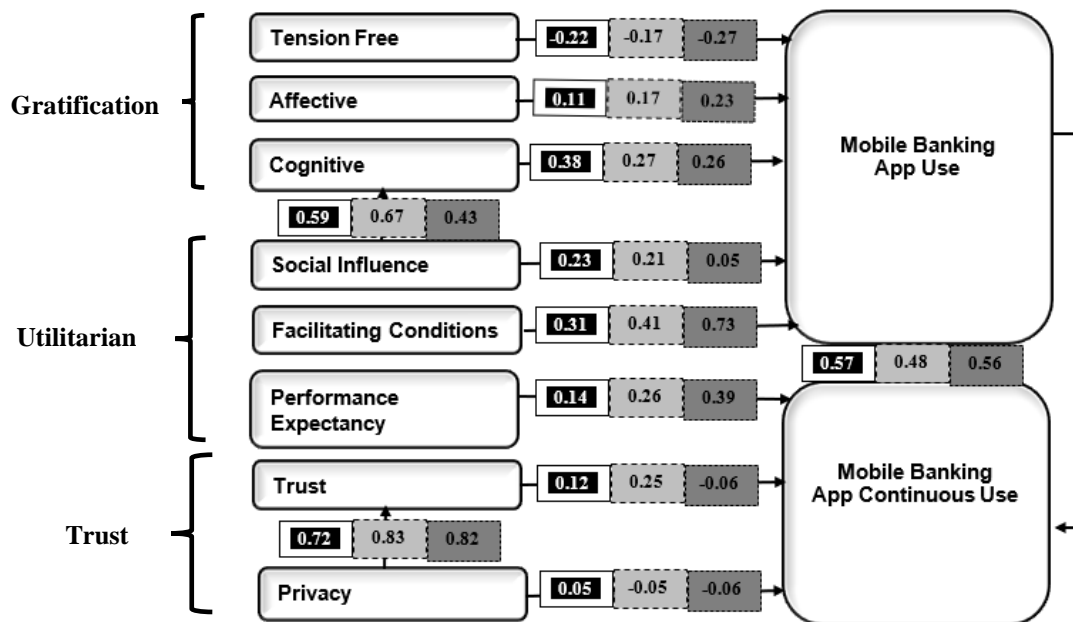 Gratification
Tension Free
-0.22 -0.17 -0.27
Affective
0.11 0.17 0.23
Cognitive
0.38 0.27 0.26
0.59 0.67 0.43
Utilitarian
Social Influence
0.23 0.21 0.05
Facilitating Conditions
0.31 0.41 0.73
Performance
Expectancy
0.14 0.26 0.39
Trust
Trust
0.12 0.25 -0.06
0.72 0.83 0.82
Privacy
0.05 -0.05 -0.06
Mobile Banking
App Use
0.57 0.48 0.56
Mobile Banking
App Continuous Use